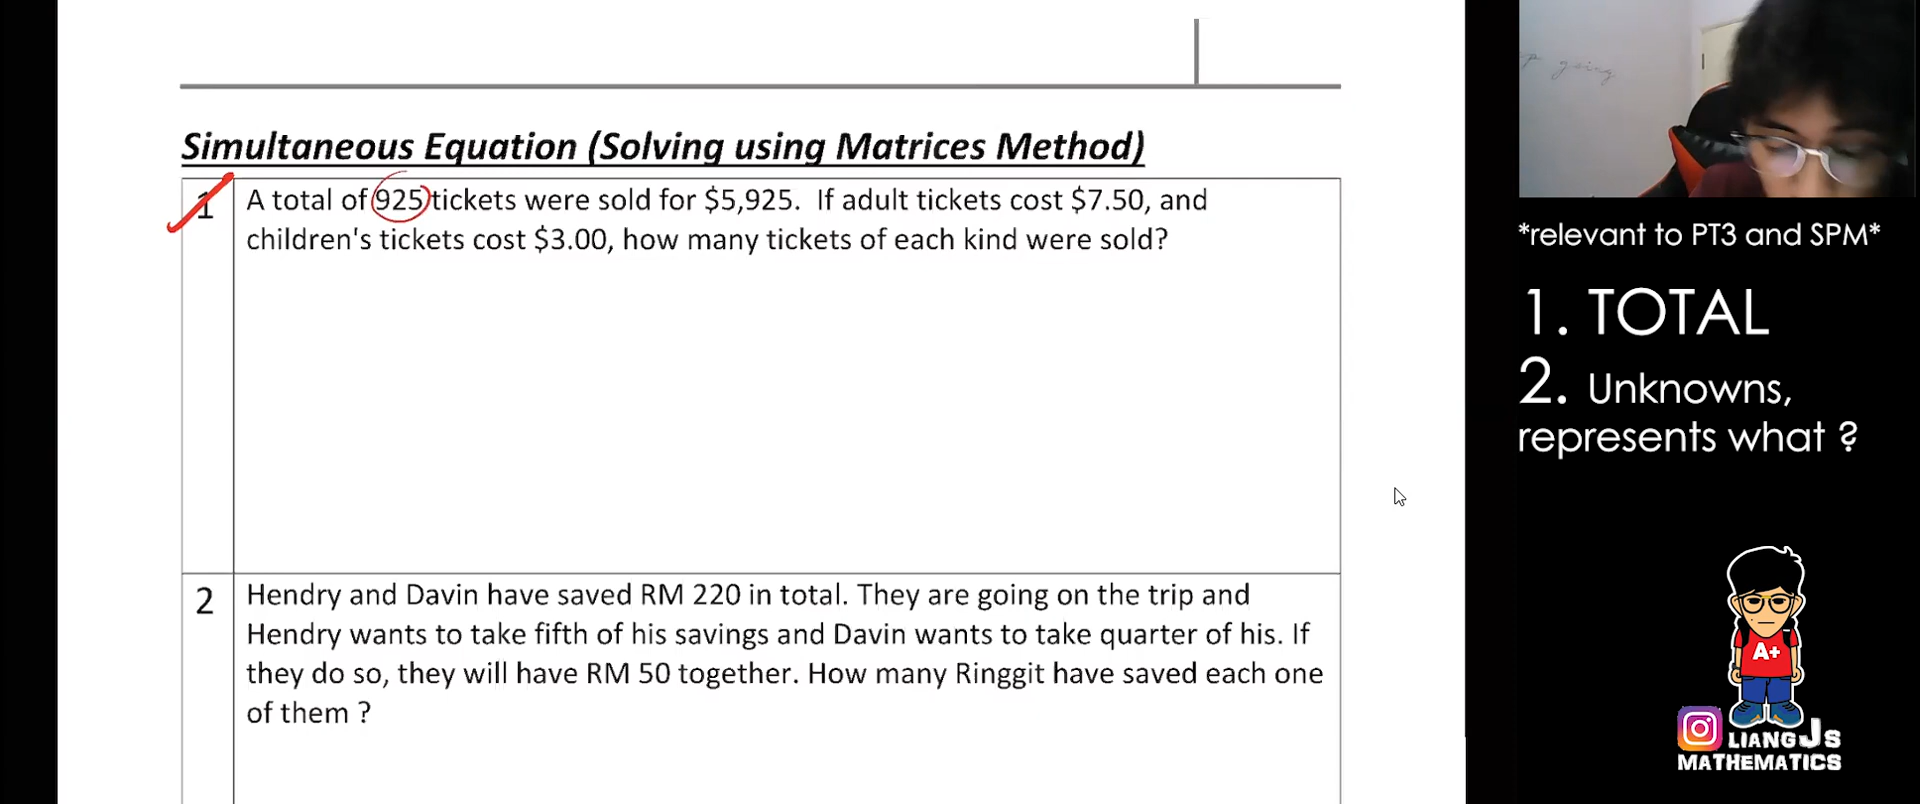 Simultaneous Equation (Solving using Matrices Method)
1
A total of 925 tickets were sold for $5,925. If adult tickets cost $7.50, and
children's tickets cost $3.00, how many tickets of each kind were sold?
2
Hendry and Davin have saved RM 220 in total. They are going on the trip and
Hendry wants to take fifth of his savings and Davin wants to take quarter of his. If
they do so, they will have RM 50 together. How many Ringgit have saved each one
of them ?
going
*relevant to PT3 and SPM*
1. TOTAL
2. Unknowns,
represents what ?
A+
LIANGJS
MATHEMATICS